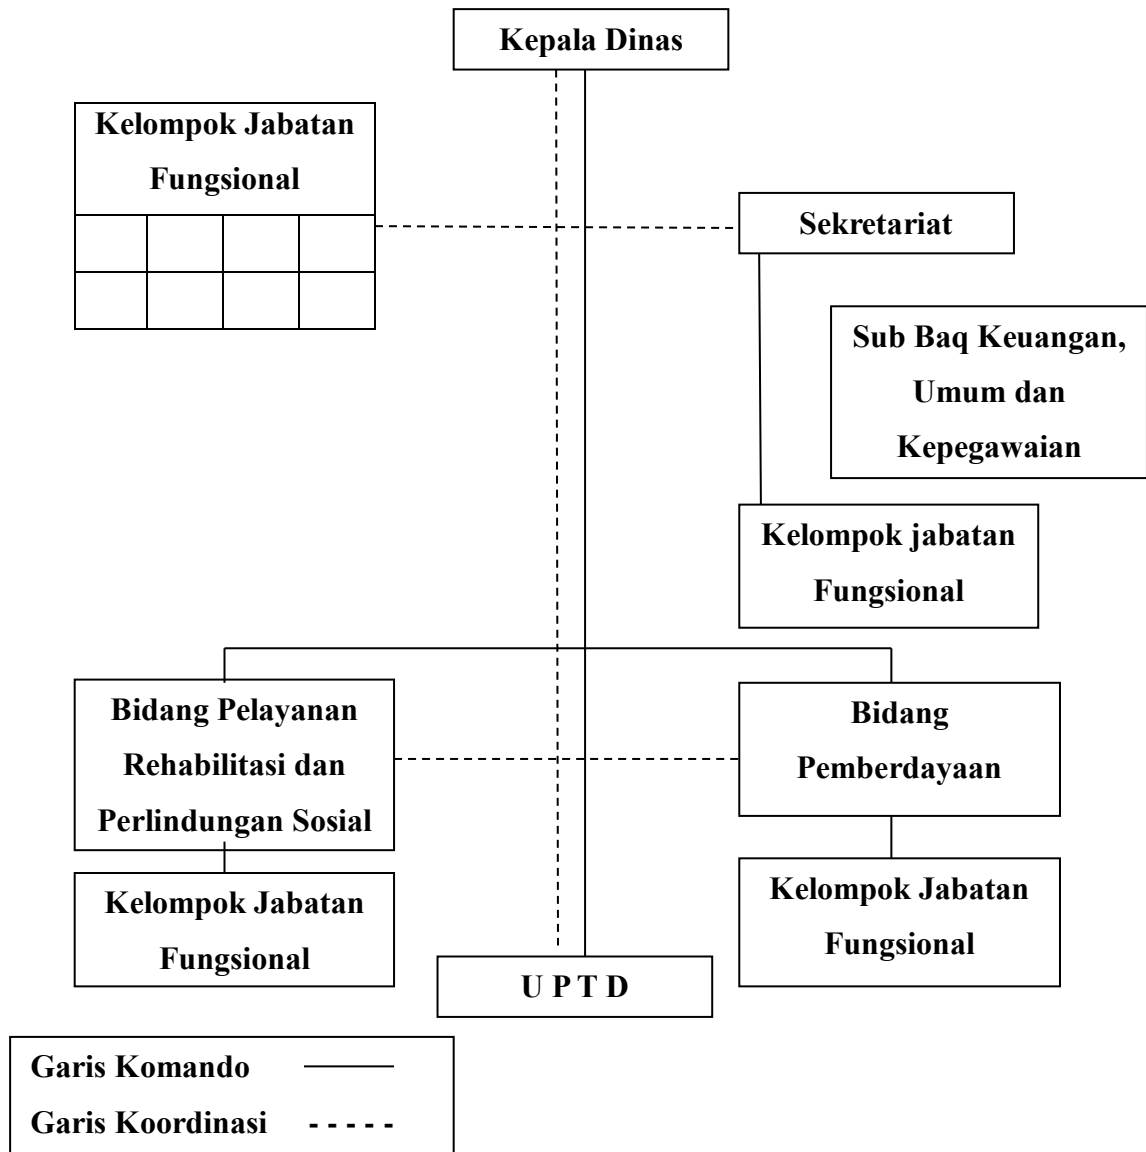 Kepala Dinas
Kelompok Jabatan
Fungsional
Sekretariat
Sub Baq Keuangan,
Umum dan
Kepegawaian
Kelompok jabatan
Fungsional
Bidang Pelayanan
Rehabilitasi dan
Perlindungan Sosial
Bidang
Pemberdayaan
Kelompok Jabatan
Fungsional
Kelompok Jabatan
Fungsional
U P T D
Garis Komando
Garis Koordinasi